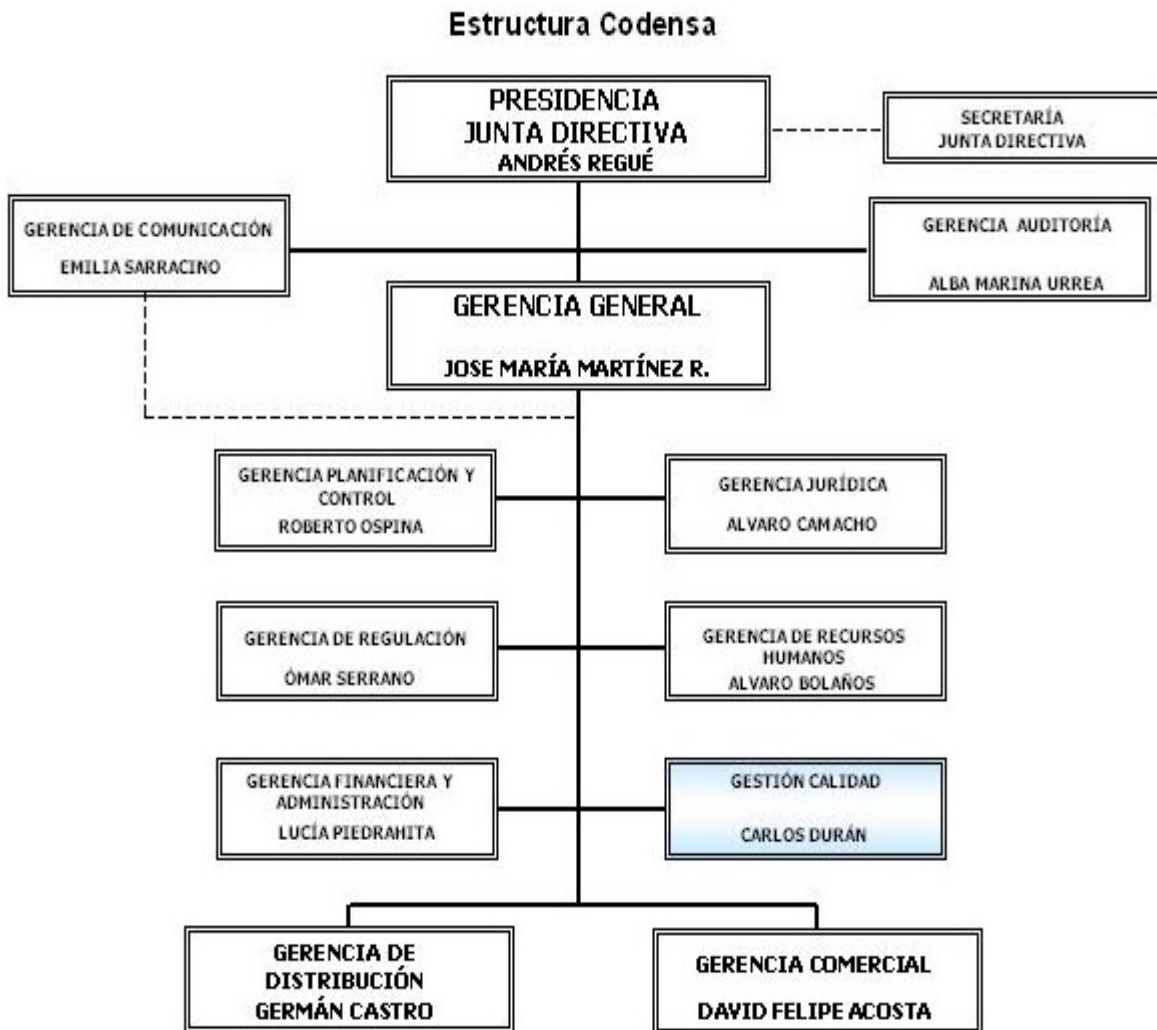 Estructura Codensa
PRESIDENCIA
JUNTA DIRECTIVA
ANDRÉS REGUÉ
SECRETARÍA
JUNTA DIRECTIVA
GERENCIA DE COMUNICACIÓN
EMILIA SARRACINO
GERENCIA AUDITORÍA
ALBA MARINA URREA
GERENCIA GENERAL
JOSE MARÍA MARTÍNEZ R.
GERENCIA PLANIFICACIÓN Y
CONTROL
ROBERTO OSPINA
GERENCIA JURÍDICA
ALVARO CAMACHO
GERENCIA DE REGULACIÓN
ÓMAR SERRANO
GERENCIA DE RECURSOS
HUMANOS
ALVARO BOLAÑOS
GERENCIA FINANCIERA Y
ADMINISTRACIÓN
LUCÍA PIEDRAHITA
GESTIÓN CALIDAD
CARLOS DURÁN
GERENCIA DE
DISTRIBUCIÓN
GERMÁN CASTRO
GERENCIA COMERCIAL
DAVID FELIPE ACOSTA